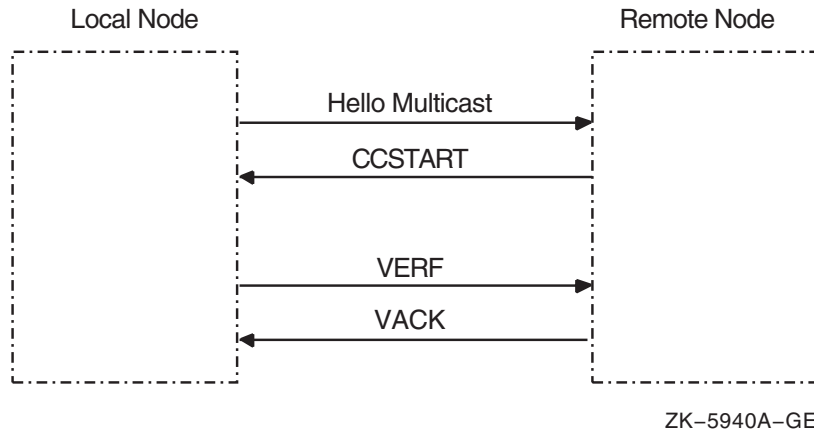 Local Node
Remote Node
Hello Multicast
CCSTART
VERF
VACK
ZK−5940A−GE